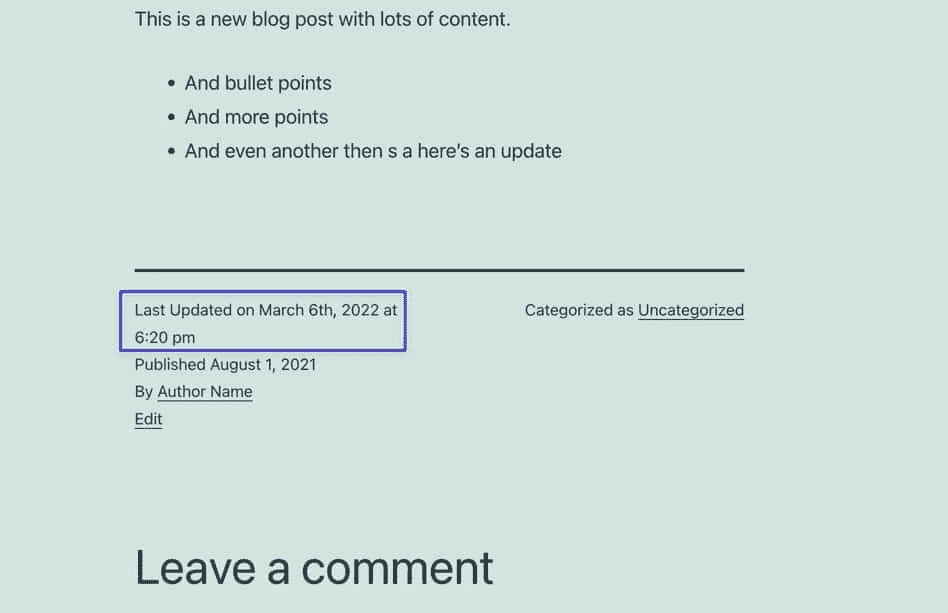 This is a new blog post with lots of content.
And bullet points
And more points
And even another then s a here's an update
Last Updated on March 6th, 2022 at
6:20 pm
Published August 1, 2021
By Author Name
Edit
Categorized as Uncategorized
Leave a comment